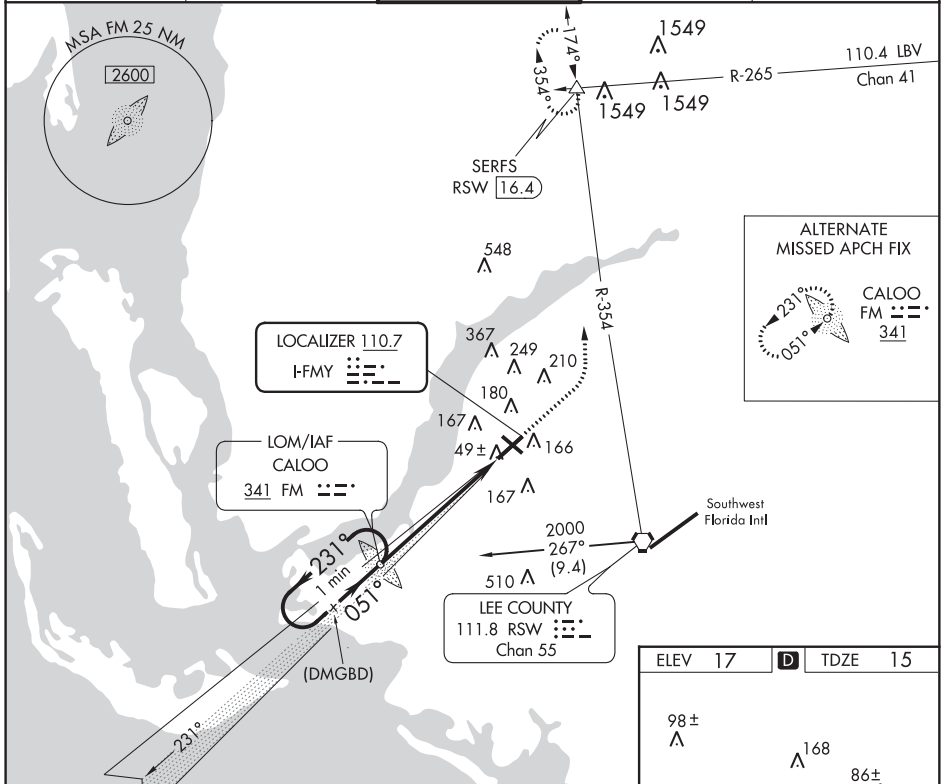 MSA FM 25 NM
2600
174°
354°
1549
1549
1549
R-265
110.4 LBV
Chan 41
SERFS
RSW 16.4
ALTERNATE
MISSED APCH FIX
231°
051°
CALOO
FM
341
548
R-354
LOCALIZER 110.7
I-FMY
367
249
210
180
167
49±
166
167
LOM/IAF
CALOO
341 FM
231°
1 min
051°
(DMGBD)
231°
Southwest
Florida Intl
2000
267°
(9.4)
510
LEE COUNTY
111.8 RSW
Chan 55
ELEV 17 D TDZE 15
98±
168
86±